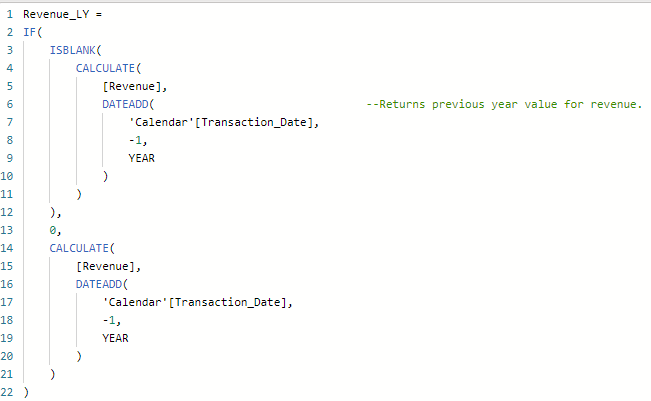 1 Revenue_LY =
2 IF(
3 ISBLANK(
4 CALCULATE(
5 [Revenue],
6 DATEADD( --Returns previous year value for revenue.
7 'Calendar'[Transaction_Date],
8 -1,
9 YEAR
10 )
11 )
12 ),
13 0,
14 CALCULATE(
15 [Revenue],
16 DATEADD(
17 'Calendar'[Transaction_Date],
18 -1,
19 YEAR
20 )
21 )
22 )